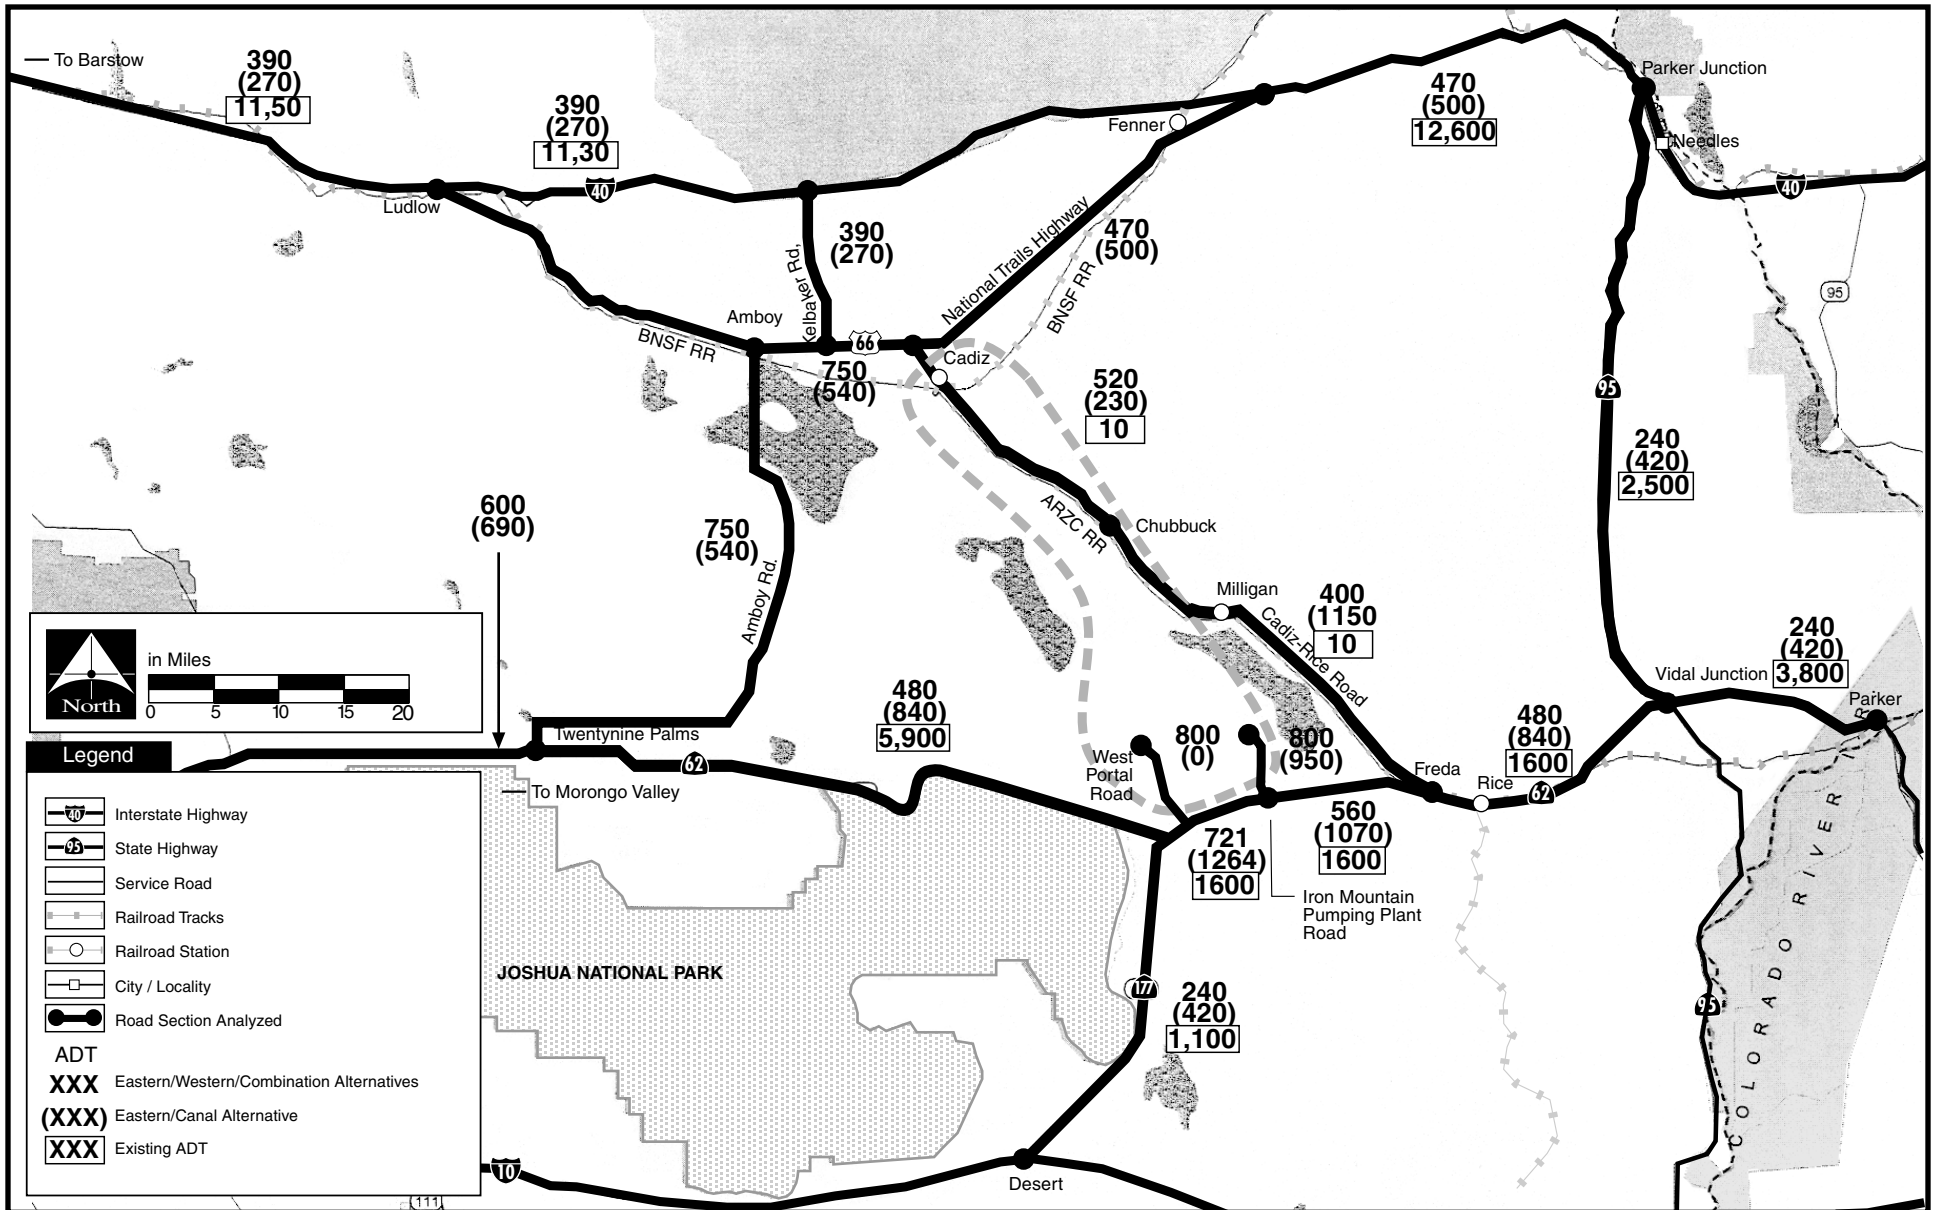 To Barstow
390
(270)
11,50
390
(270)
11,30
40
Ludlow
Fenner
470
(500)
12,600
Parker Junction
Needles
40
95
390
(270)
Kelbaker Rd,
National Trails Highway
470
(500)
BNSF RR
Amboy
BNSF RR
66
Cadiz
750
(540)
520
(230)
10
95
240
(420)
2,500
600
(690)
750
(540)
Amboy Rd.
ARZC RR
Chubbuck
Milligan
400
(1150
10
Cadiz-Rice Road
in Miles
0 5 10 15 20
North
Twentynine Palms
62
To Morongo Valley
480
(840)
5,900
West
Portal
Road
800
(0)
800
(950)
Freda
Rice
480
(840)
1600
62
Vidal Junction
240
(420)
3,800
Parker
721
(1264)
1600
560
(1070)
1600
Iron Mountain
Pumping Plant
Road
JOSHUA NATIONAL PARK
177
240
(420)
1,100
95
COLORADO RIVER I R
Desert
10
111
Legend
40 Interstate Highway
95 State Highway
Service Road
Railroad Tracks
Railroad Station
City / Locality
Road Section Analyzed
ADT
XXX Eastern/Western/Combination Alternatives
(XXX) Eastern/Canal Alternative
XXX Existing ADT